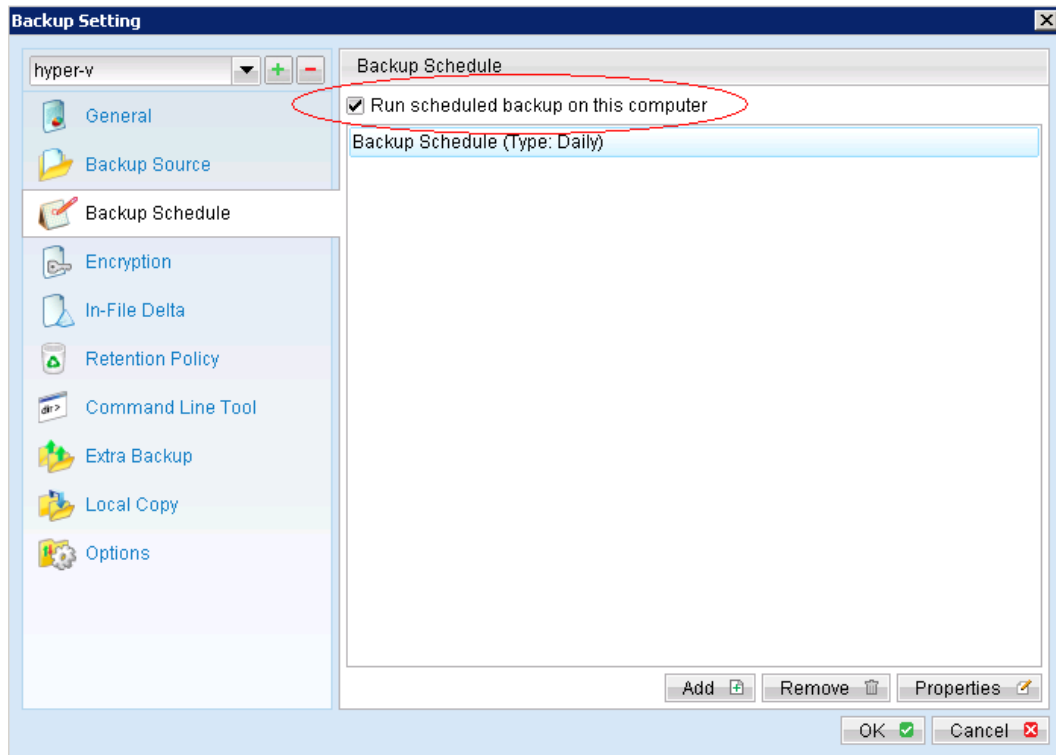 Backup Setting
hyper-v
General
Backup Source
Backup Schedule
Encryption
In-File Delta
Retention Policy
Command Line Tool
Extra Backup
Local Copy
Options
Backup Schedule
Run scheduled backup on this computer
Backup Schedule (Type: Daily)
Add Remove Properties
OK Cancel